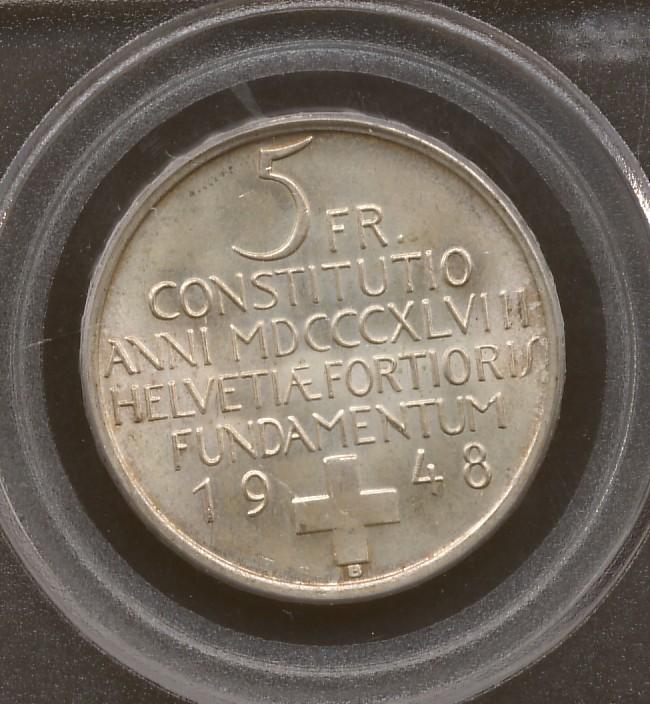 5 FR.
CONSTITUTIO
ANNI MDCCCXLVIII
HELVETIÆ FORTIORIS
FUNDAMENTUM
19 48
B